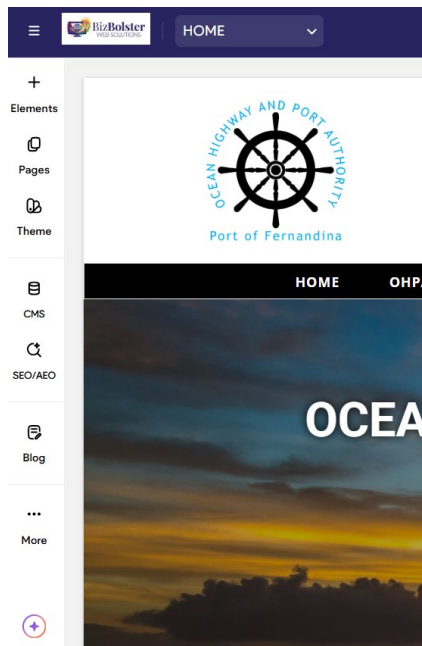 BizBolster
WEB SOLUTIONS
HOME
Elements
Pages
Theme
CMS
SEO/AEO
Blog
More
OCEAN HIGHWAY AND PORT AUTHORITY
Port of Fernandina
HOME OHPA
OCEA